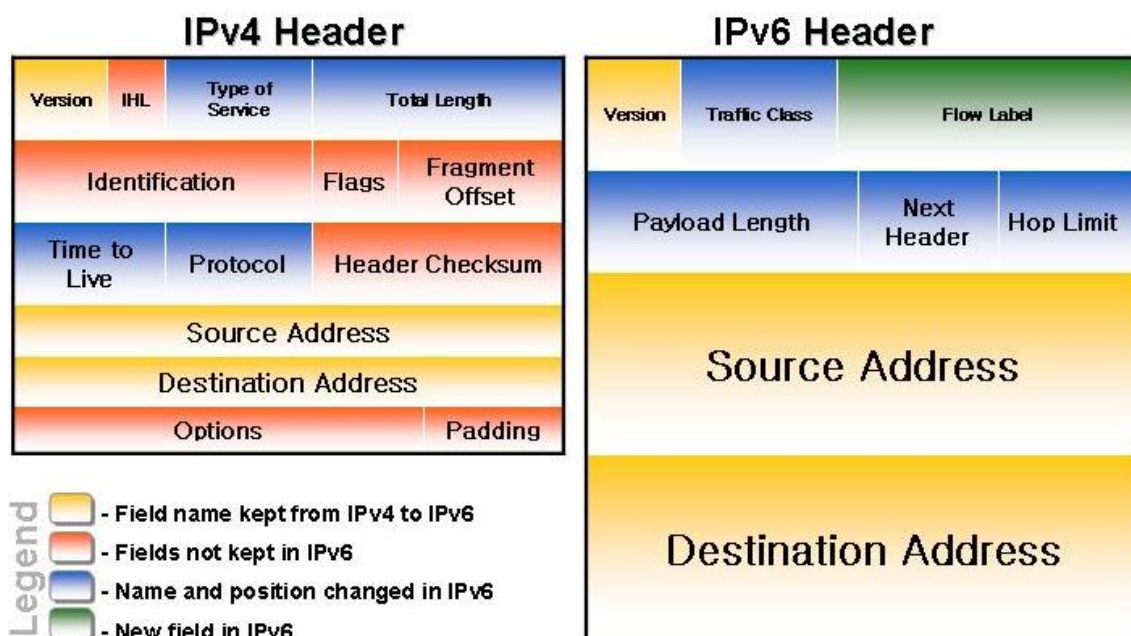 IPv4 Header
Version IHL Type of Service Total Length
Identification Flags Fragment Offset
Time to Live Protocol Header Checksum
Source Address
Destination Address
Options Padding
IPv6 Header
Version Traffic Class Flow Label
Payload Length Next Header Hop Limit
Source Address
Destination Address
Legend
- Field name kept from IPv4 to IPv6
- Fields not kept in IPv6
- Name and position changed in IPv6
- New field in IPv6